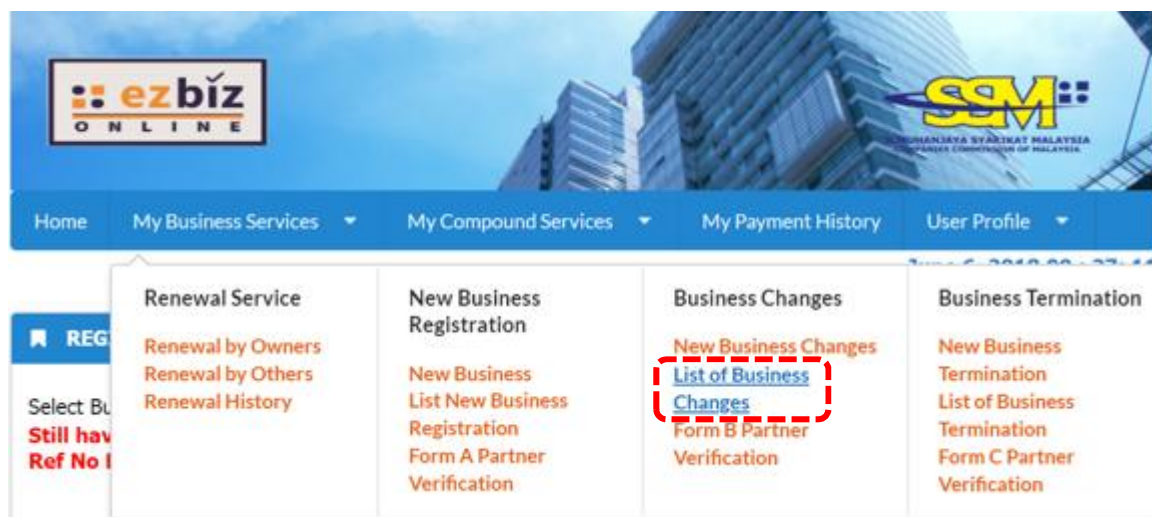 ezbiz
ONLINE
SSM
SURUHANJAYA SYARIKAT MALAYSIA
COMPANIES COMMISSION OF MALAYSIA
Home My Business Services My Compound Services My Payment History User Profile
Renewal Service
Renewal by Owners
Renewal by Others
Renewal History
New Business
Registration
New Business
List New Business
Registration
Form A Partner
Verification
Business Changes
New Business Changes
List of Business
Changes
Form B Partner
Verification
Business Termination
New Business
Termination
List of Business
Termination
Form C Partner
Verification
REG
Select Bu
Still hav
Ref No